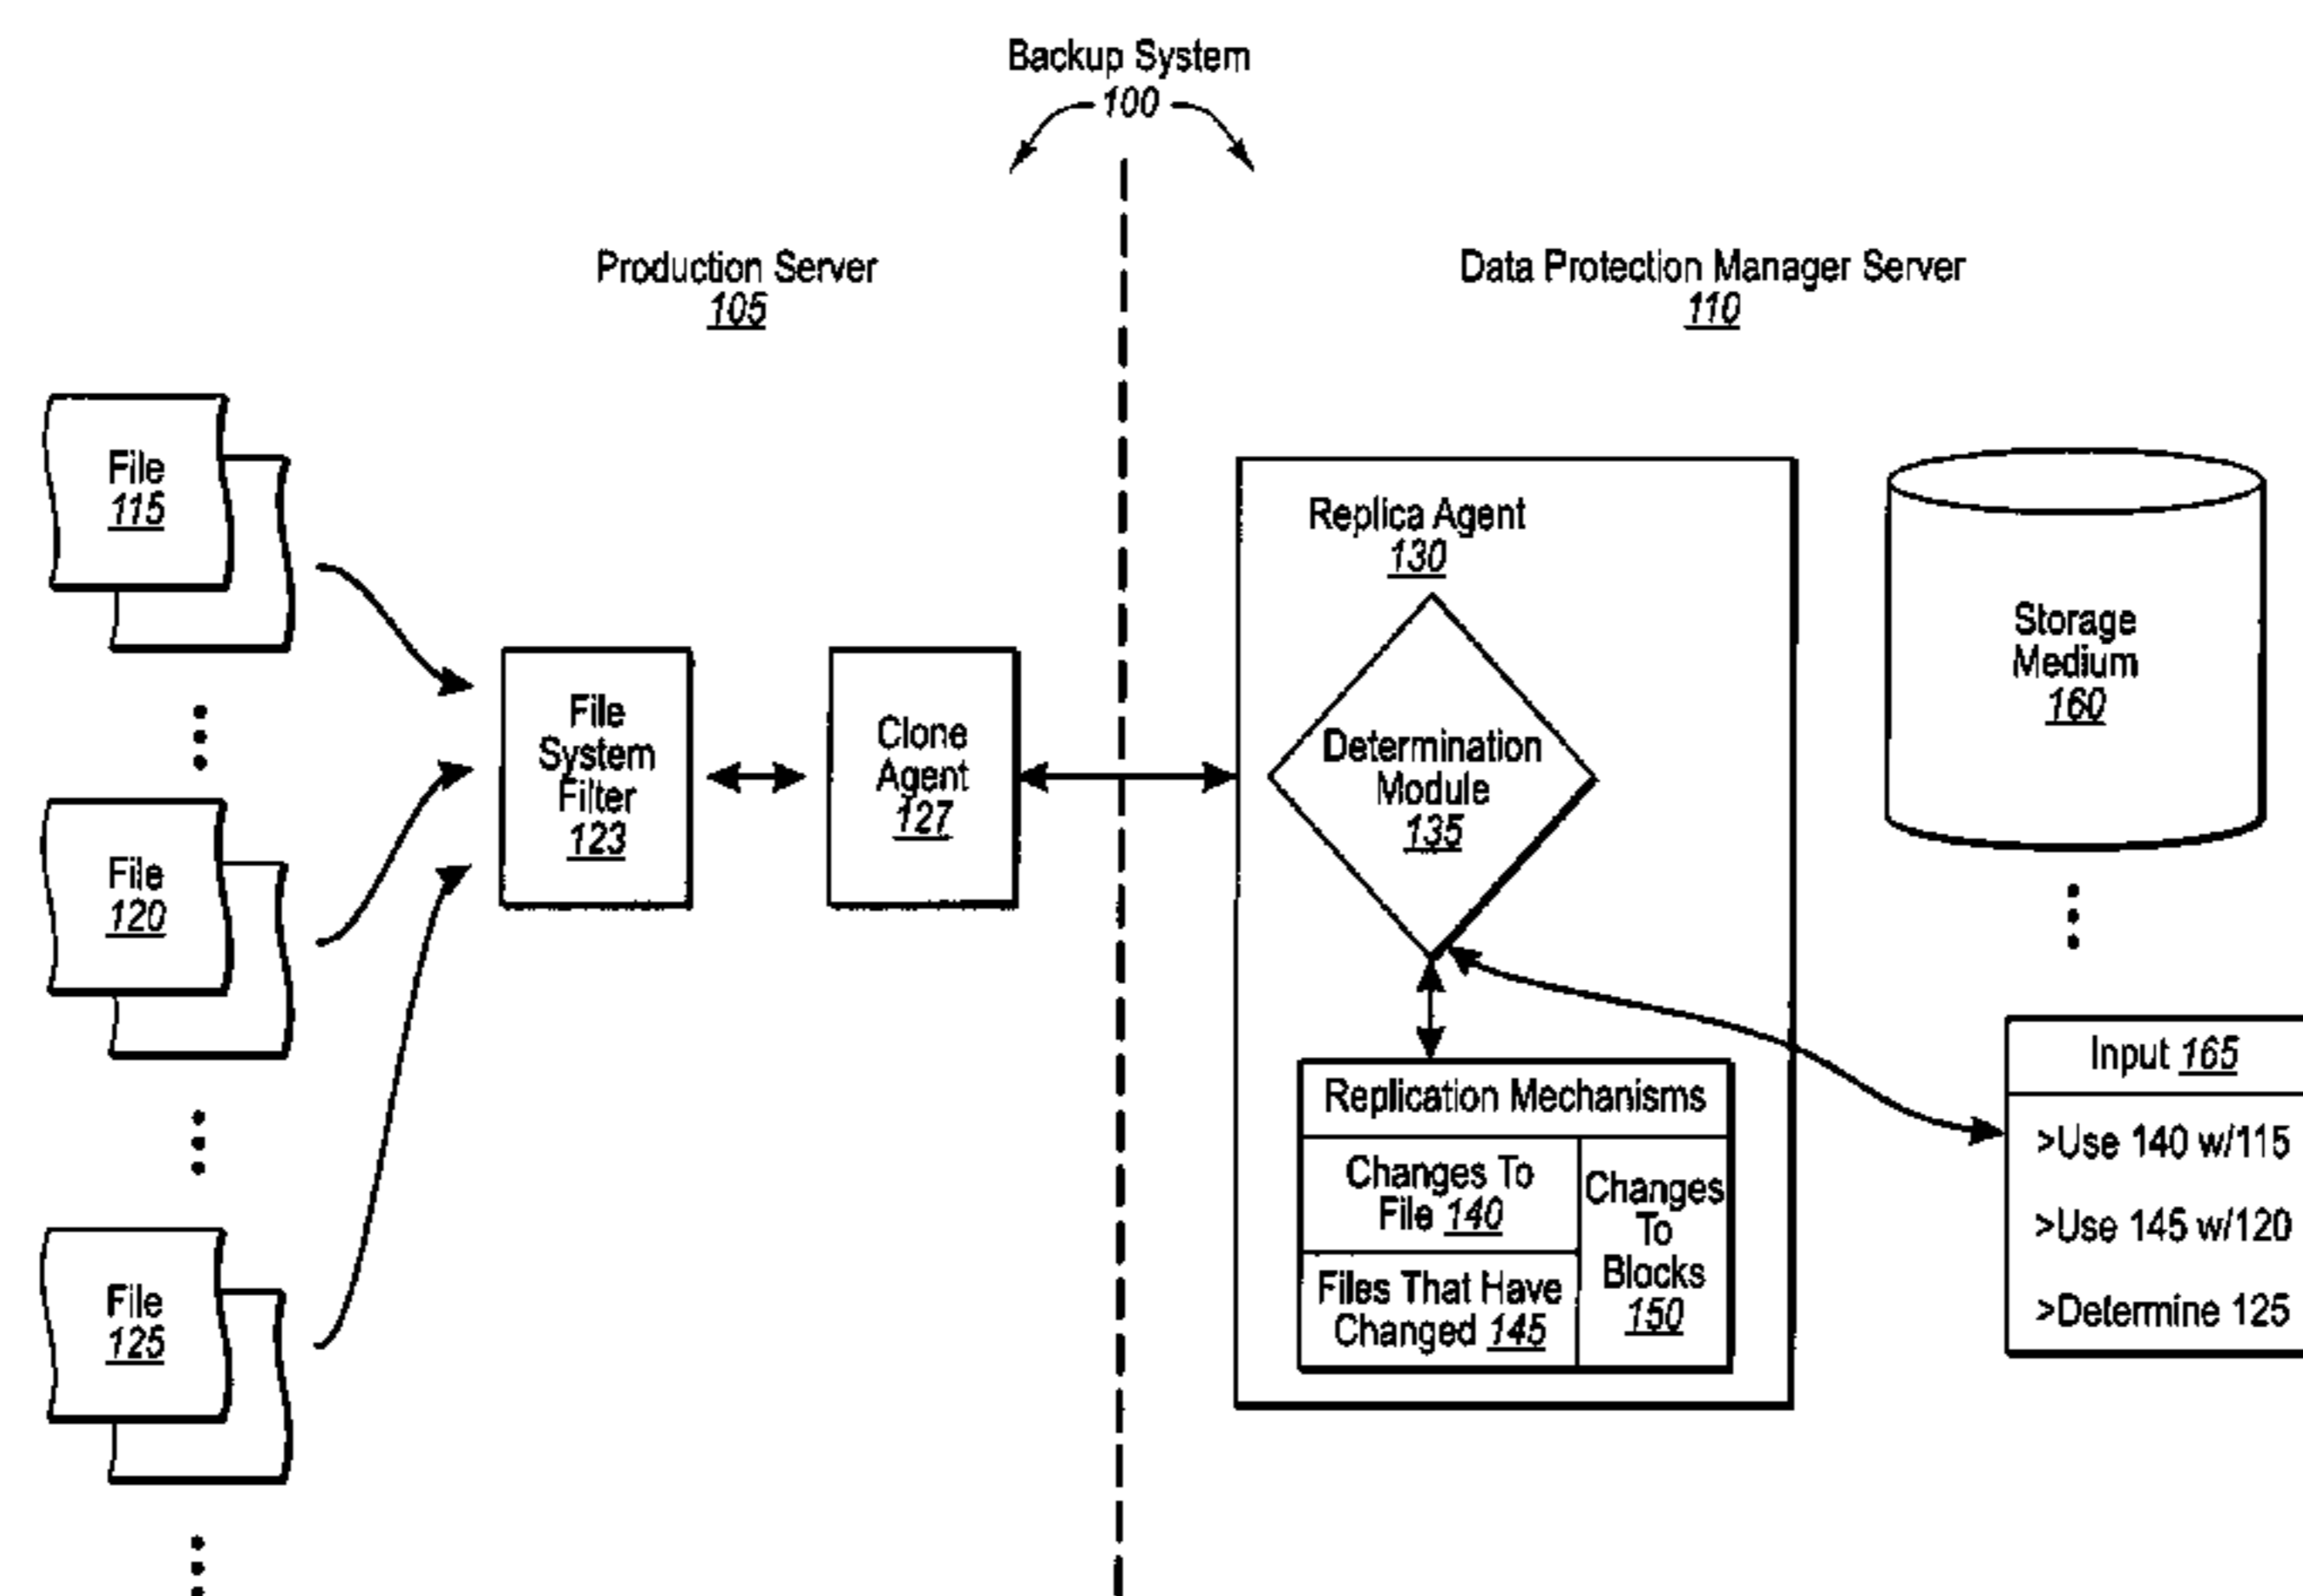 Backup System
100
Production Server
105
Data Protection Manager Server
110
File
115
File
120
File
125
File
System
Filter
123
Clone
Agent
127
Replica Agent
130
Determination
Module
135
Replication Mechanisms
Changes To
File 140
Files That Have
Changed 145
Changes
To
Blocks
150
Storage
Medium
160
Input 165
>Use 140 w/115
>Use 145 w/120
>Determine 125